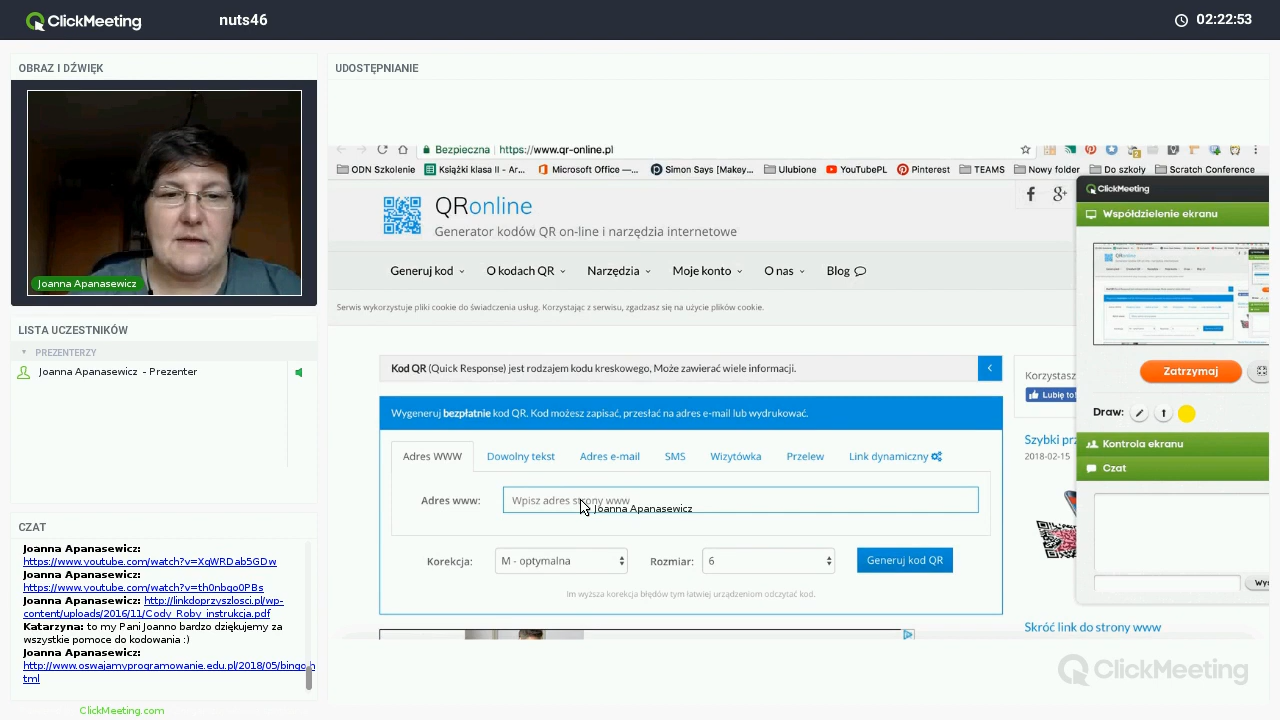 ClickMeeting
nuts46
02:22:53
OBRAZ I DŹWIĘK
Joanna Apanasewicz
LISTA UCZESTNIKÓW
PREZENTERZY
Joanna Apanasewicz - Prezenter
CZAT
Joanna Apanasewicz:
https://www.youtube.com/watch?v=XqWRDab5GDw
Joanna Apanasewicz:
https://www.youtube.com/watch?v=th0nbqo0PBs
Joanna Apanasewicz: http://linkdoprzyszlosci.pl/wp-
content/uploads/2016/11/Cody_Roby_instrukcja.pdf
Katarzyna: to my Pani Joanno bardzo dziękujemy za
wszystkie pomoce do kodowania :)
Joanna Apanasewicz:
http://www.oswajamyprogramowanie.edu.pl/2018/05/bingo.h
tml
ClickMeeting.com
UDOSTĘPNIANIE
Bezpieczna https://www.qr-online.pl
ODN Szkolenie Książki klasa II - G... Microsoft Office —... Simon Says [Makey... Ulubione YouTubePL Pinterest TEAMS Nowy folder Do szkoły Scratch Conference
QRonline
Generator kodów QR on-line i narzędzia internetowe
Generuj kod O kodach QR Narzędzia Moje konto O nas Blog
Serwis wykorzystuje pliki cookie do świadczenia usług. Korzystając z serwisu, zgadzasz się na użycie plików cookie.
Kod QR (Quick Response) jest rodzajem kodu kreskowego, Może zawierać wiele informacji.
Wygeneruj bezpłatnie kod QR. Kod możesz zapisać, przesłać na adres e-mail lub wydrukować.
Adres WWW Dowolny tekst Adres e-mail SMS Wizytówka Przelew Link dynamiczny
Adres www: Wpisz adres strony www
Joanna Apanasewicz
Korekcja: M - optymalna Rozmiar: 6 Generuj kod QR
Im wyższa korekcja błędów tym łatwiej urządzeniom odczytać kod.
Korzystasz
Lubię to!
Szybki prz
2018-02-15
Skróć link do strony www
ClickMeeting
Współdzielenie ekranu
Zatrzymaj
Draw:
Kontrola ekranu
Czat
Wy
ClickMeeting